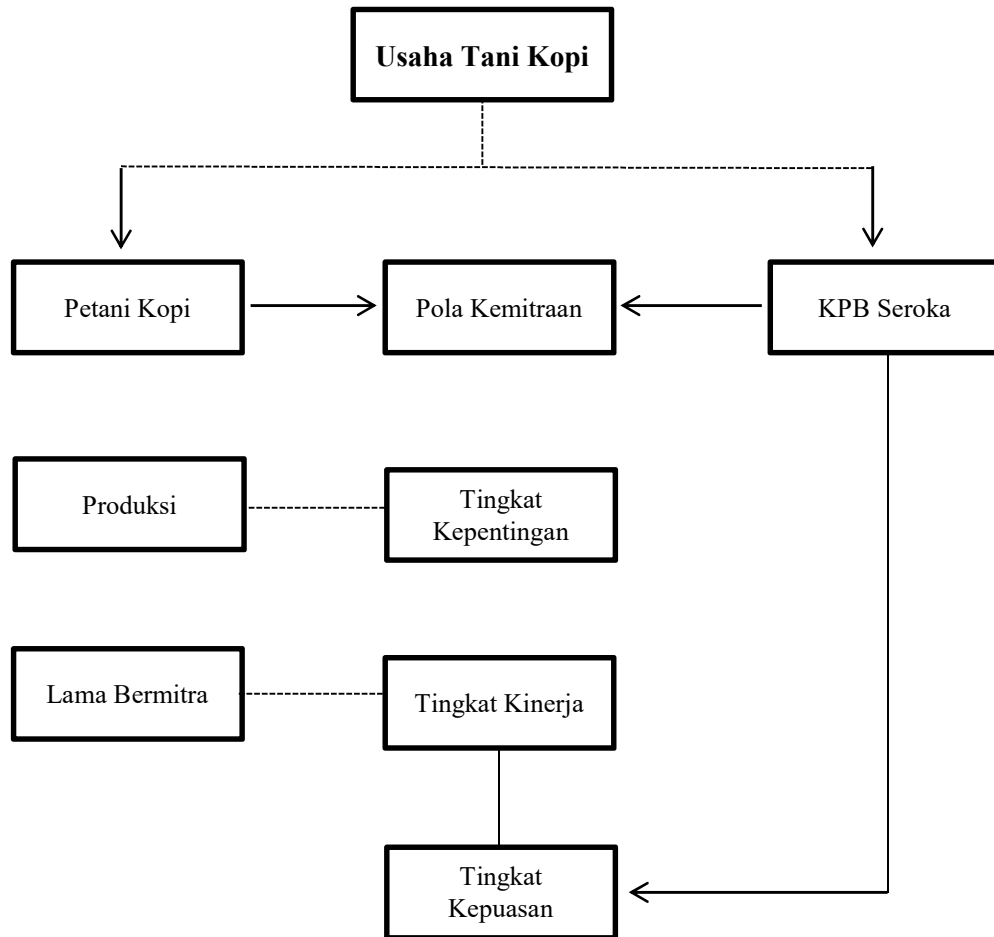 Usaha Tani Kopi
Petani Kopi
Pola Kemitraan
KPB Seroka
Produksi
Tingkat
Kepentingan
Lama Bermitra
Tingkat Kinerja
Tingkat
Kepuasan